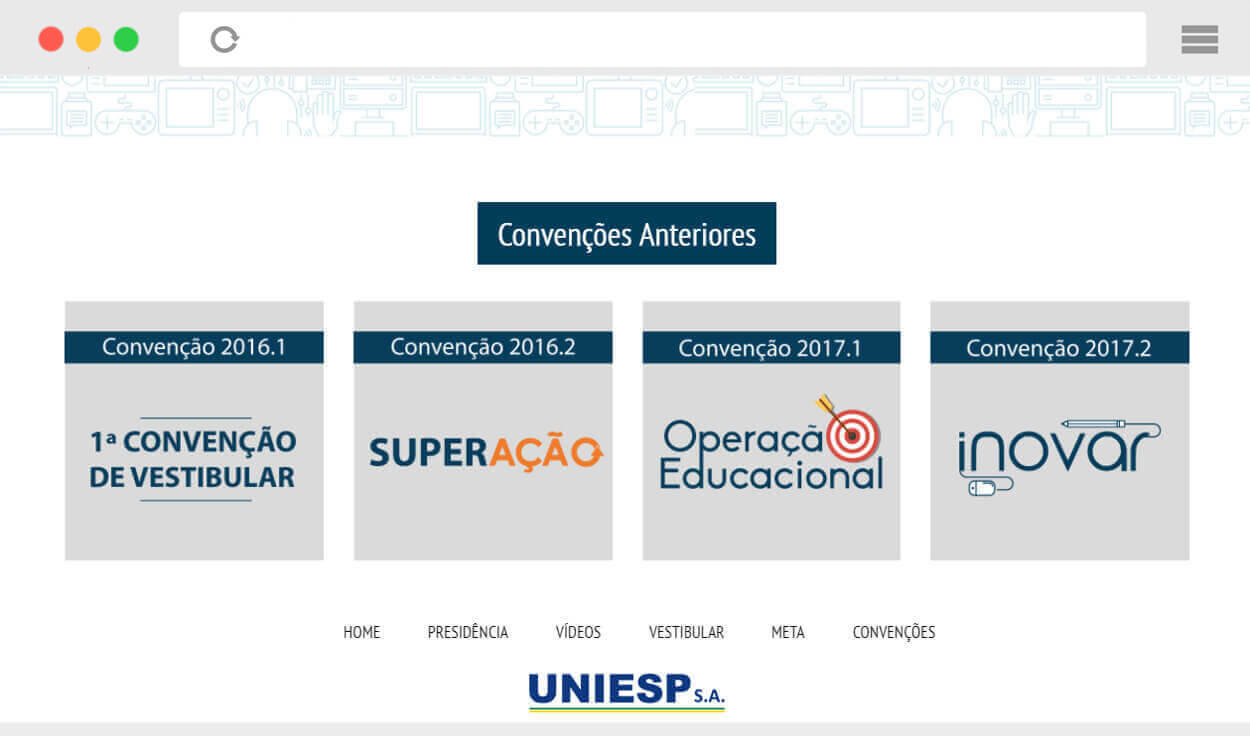 Convenções Anteriores
Convenção 2016.1
1ª CONVENÇÃO
DE VESTIBULAR
Convenção 2016.2
SUPERAÇÃO
Convenção 2017.1
Operação
Educacional
Convenção 2017.2
inovar
HOME PRESIDÊNCIA VÍDEOS VESTIBULAR META CONVENÇÕES
UNIESP S.A.